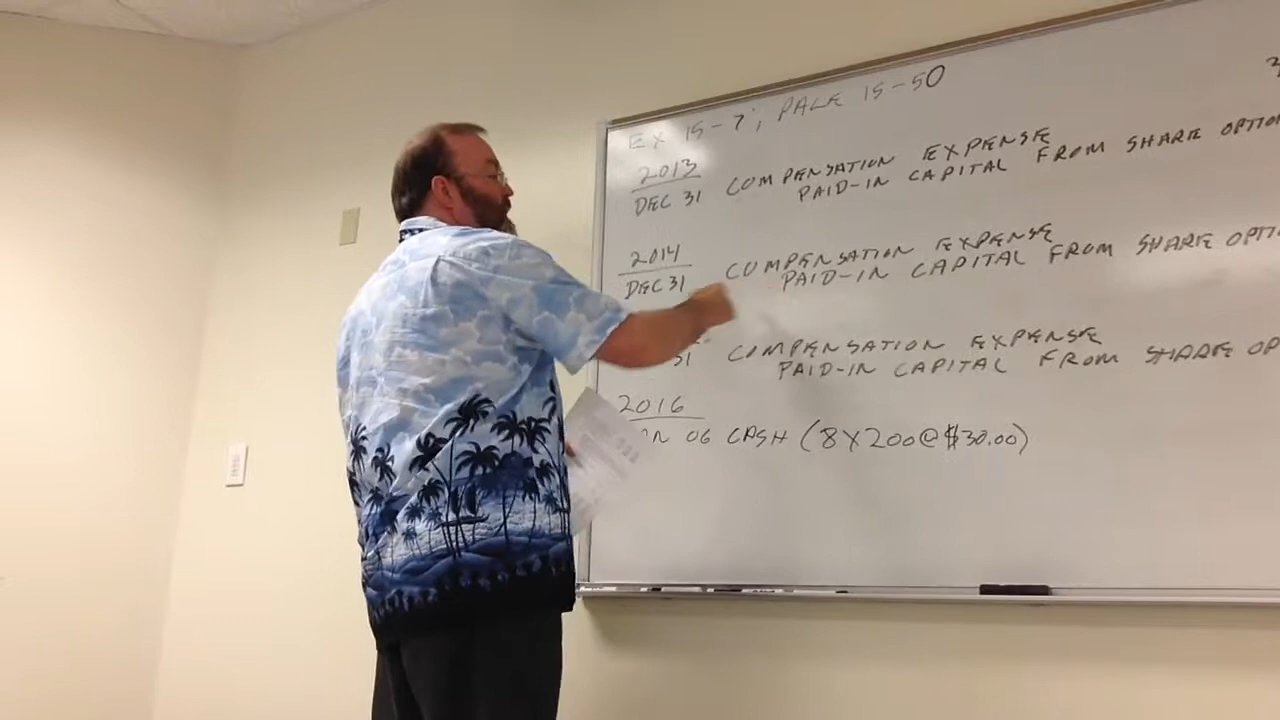 EX 15-7; PAGE 15-50
2013
DEC 31 COMPENSATION EXPENSE
PAID-IN CAPITAL FROM SHARE OPTIO
2014
DEC 31 COMPENSATION EXPENSE
PAID-IN CAPITAL FROM SHARE OPTI
31 COMPENSATION EXPENSE
PAID-IN CAPITAL FROM SHARE OP
2016
06 CASH (8X200@$30.00)